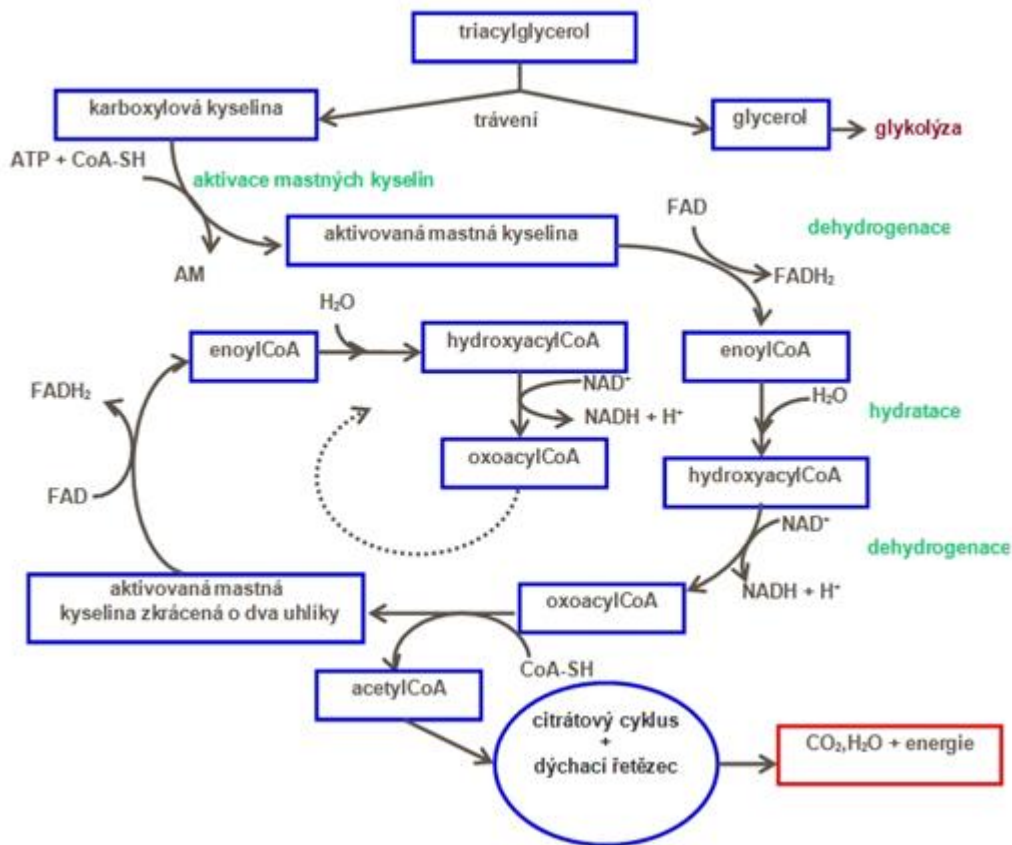 triacylglycerol
karboxylová kyselina
trávení
glycerol
glykolýza
ATP + CoA-SH
aktivace mastných kyselin
AM
aktivovaná mastná kyselina
FAD
dehydrogenace
FADH₂
H₂O
enoylCoA
hydroxyacylCoA
enoylCoA
FADH₂
NAD⁺
NADH + H⁺
H₂O
hydratace
oxoacylCoA
hydroxyacylCoA
FAD
NAD⁺
dehydrogenace
NADH + H⁺
aktivovaná mastná
kyselina zkrácená o dva uhlíky
oxoacylCoA
CoA-SH
acetylCoA
citrátový cyklus
+
dýchací řetězec
CO₂,H₂O + energie